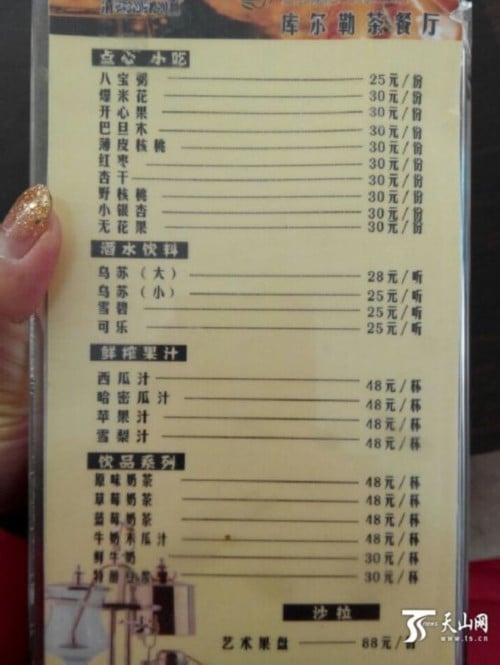 库尔勒茶餐厅
点心 小吃
八宝粥 25元/份
爆米花 30元/份
开心果 30元/份
巴旦木 30元/份
薄皮核桃 30元/份
红枣 30元/份
杏干 30元/份
野核桃 30元/份
小银杏 30元/份
无花果 30元/份
酒水饮料
乌苏（大） 28元/听
乌苏（小） 25元/听
雪碧 25元/听
可乐 25元/听
鲜榨果汁
西瓜汁 48元/杯
哈密瓜汁 48元/杯
苹果汁 48元/杯
雪梨汁 48元/杯
饮品系列
原味奶茶 48元/杯
草莓奶茶 48元/杯
蓝莓奶茶 48元/杯
牛奶木瓜汁 48元/杯
鲜牛奶 30元/杯
特 豆浆 30元/杯
沙拉
艺术果盘 88元/份
天山网
www.ts.cn